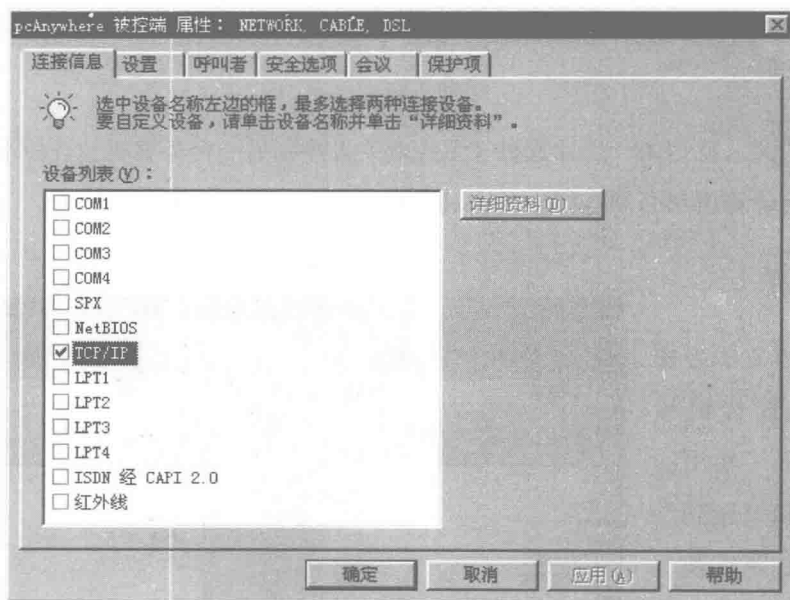 pcAnywhere 被控端 属性： NETWORK, CABLE, DSL
连接信息 设置 呼叫者 安全选项 会议 保护项
选中设备名称左边的框，最多选择两种连接设备。
要自定义设备，请单击设备名称并单击“详细资料”。
设备列表(V)：
COM1
详细资料(D)...
COM2
COM3
COM4
SPX
NetBIOS
TCP/IP
LPT1
LPT2
LPT3
LPT4
ISDN 经 CAPI 2.0
红外线
确定 取消 应用(A) 帮助